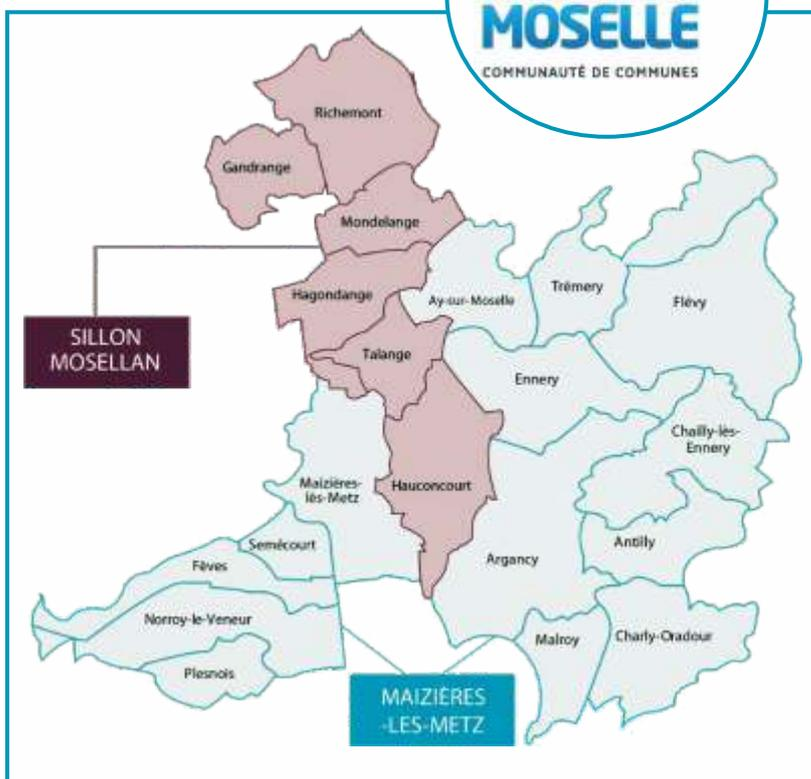 MOSELLE
COMMUNAUTÉ DE COMMUNES
Richemont
Gandrange
Mondelange
Hagondange
Ay-sur-Moselle
Trémery
Flévy
SILLON
MOSELLAN
Talange
Ennery
Chailly-lès-
Ennery
Maizières-
lès-Metz
Hauconcourt
Semécourt
Antilly
Argancy
Fèves
Norroy-le-Veneur
Malroy
Charly-Oradour
Plesnois
MAIZIÈRES
-LES-METZ